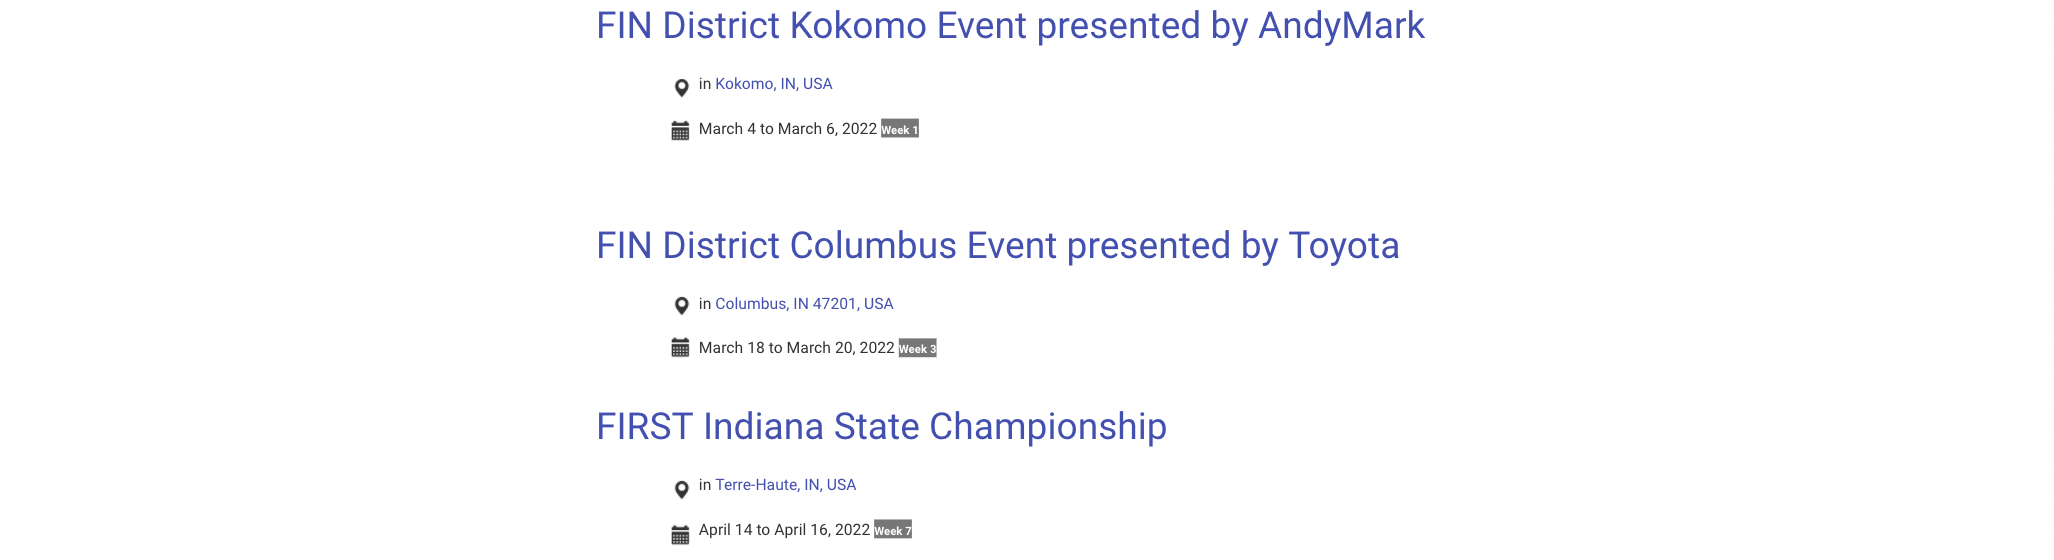 FIN District Kokomo Event presented by AndyMark
in Kokomo, IN, USA
March 4 to March 6, 2022 Week 1
FIN District Columbus Event presented by Toyota
in Columbus, IN 47201, USA
March 18 to March 20, 2022 Week 3
FIRST Indiana State Championship
in Terre-Haute, IN, USA
April 14 to April 16, 2022 Week 7